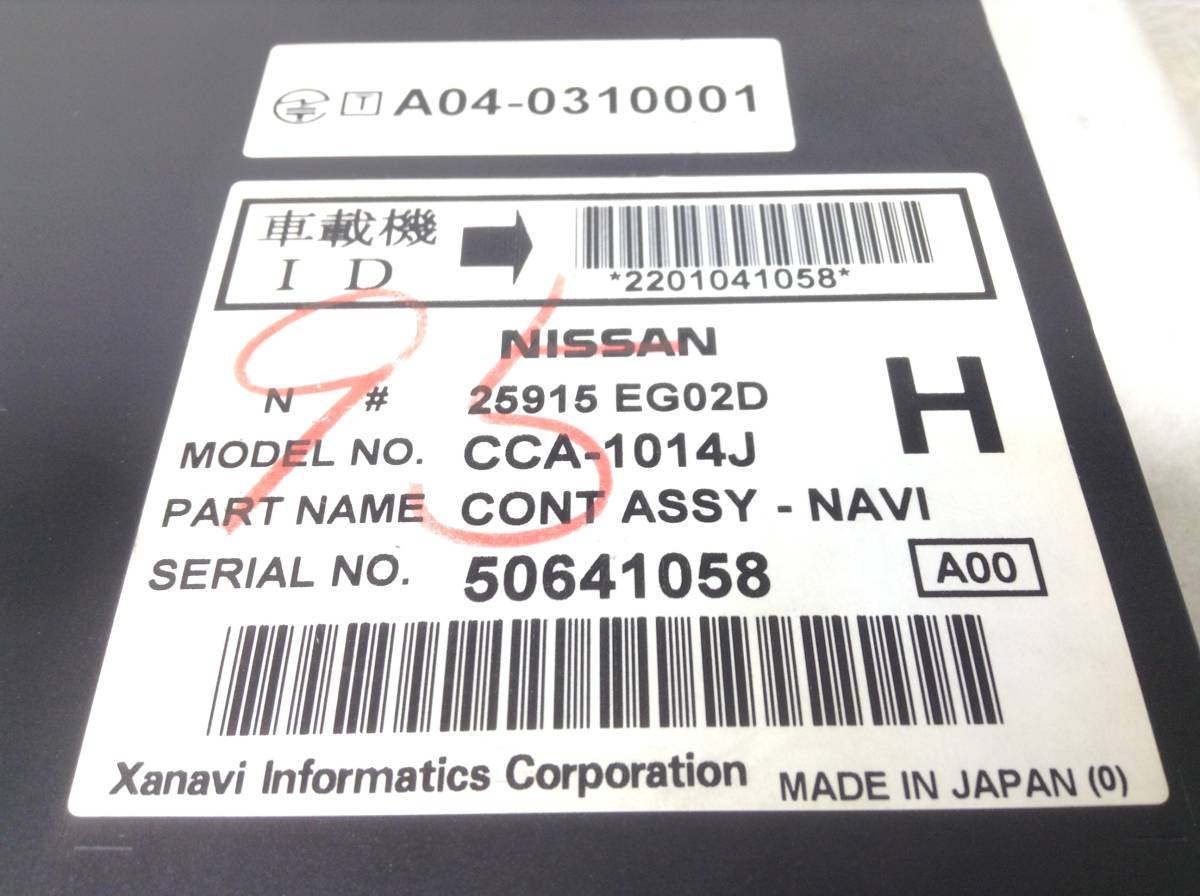 T A04-0310001
車載機
ID
*2201041058*
NISSAN
N # 25915 EG02D
H
MODEL NO. CCA-1014J
PART NAME CONT ASSY - NAVI
SERIAL NO. 50641058
A00
95
Xanavi Informatics Corporation MADE IN JAPAN (0)